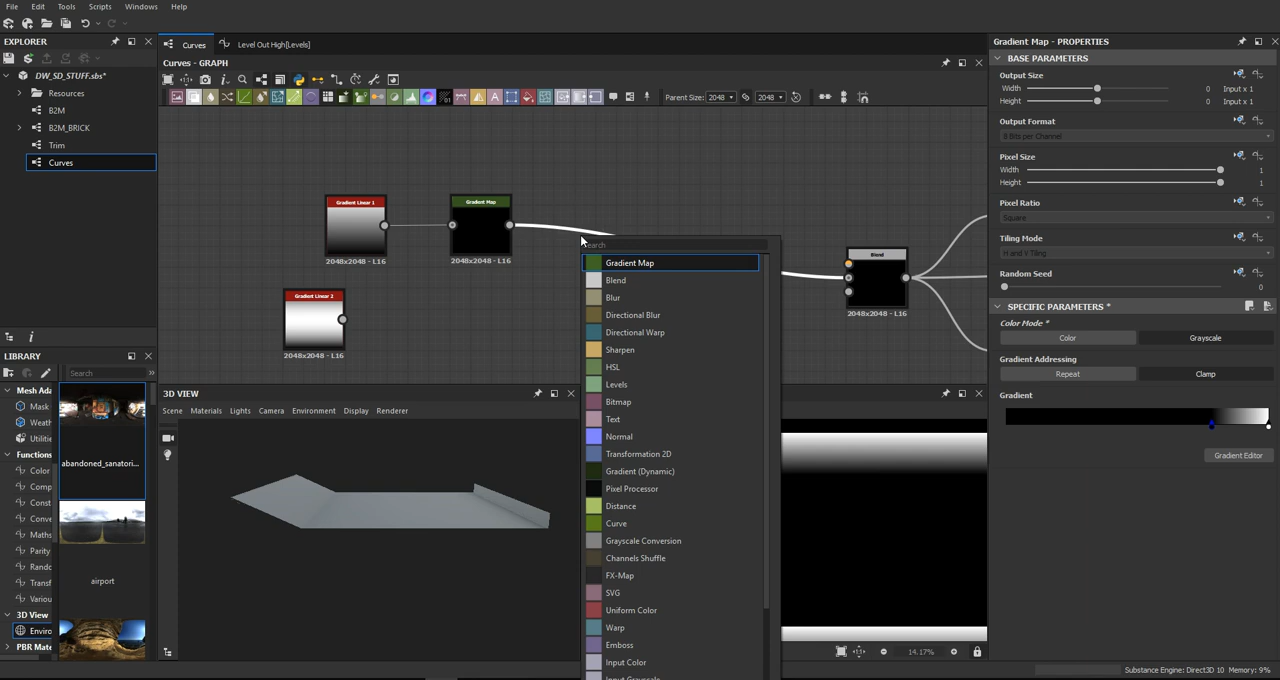 File Edit Tools Scripts Windows Help
EXPLORER
DW_SD_STUFF.sbs*
Resources
B2M
B2M_BRICK
Trim
Curves
LIBRARY
Search
Mesh Ada
Mask
Weath
Utilitie
Functions
Color
Comp
Cons
Conve
Maths
Parity
Rando
Transf
Variou
3D View
Enviro
PBR Mate
abandoned_sanatori...
airport
Curves
Level Out High[Levels]
Curves - GRAPH
Parent Size: 2048 2048
Gradient Linear 1
2048x2048 - L16
Gradient Map
2048x2048 - L16
Gradient Linear 2
2048x2048 - L16
Blend
2048x2048 - L16
Gradient Map
Blend
Blur
Directional Blur
Directional Warp
Sharpen
HSL
Levels
Bitmap
Text
Normal
Transformation 2D
Gradient (Dynamic)
Pixel Processor
Distance
Curve
Grayscale Conversion
Channels Shuffle
FX-Map
SVG
Uniform Color
Warp
Emboss
Input Color
Input Grayscale
3D VIEW
Scene Materials Lights Camera Environment Display Renderer
14.17%
Gradient Map - PROPERTIES
BASE PARAMETERS
Output Size
Width 0 Input x 1
Height 0 Input x 1
Output Format
8 Bits per Channel
Pixel Size
Width 1
Height 1
Pixel Ratio
Square
Tiling Mode
H and V Tiling
Random Seed
0
SPECIFIC PARAMETERS *
Color Mode *
Color Grayscale
Gradient Addressing
Repeat Clamp
Gradient
Gradient Editor
Substance Engine: Direct3D 10 Memory: 9%